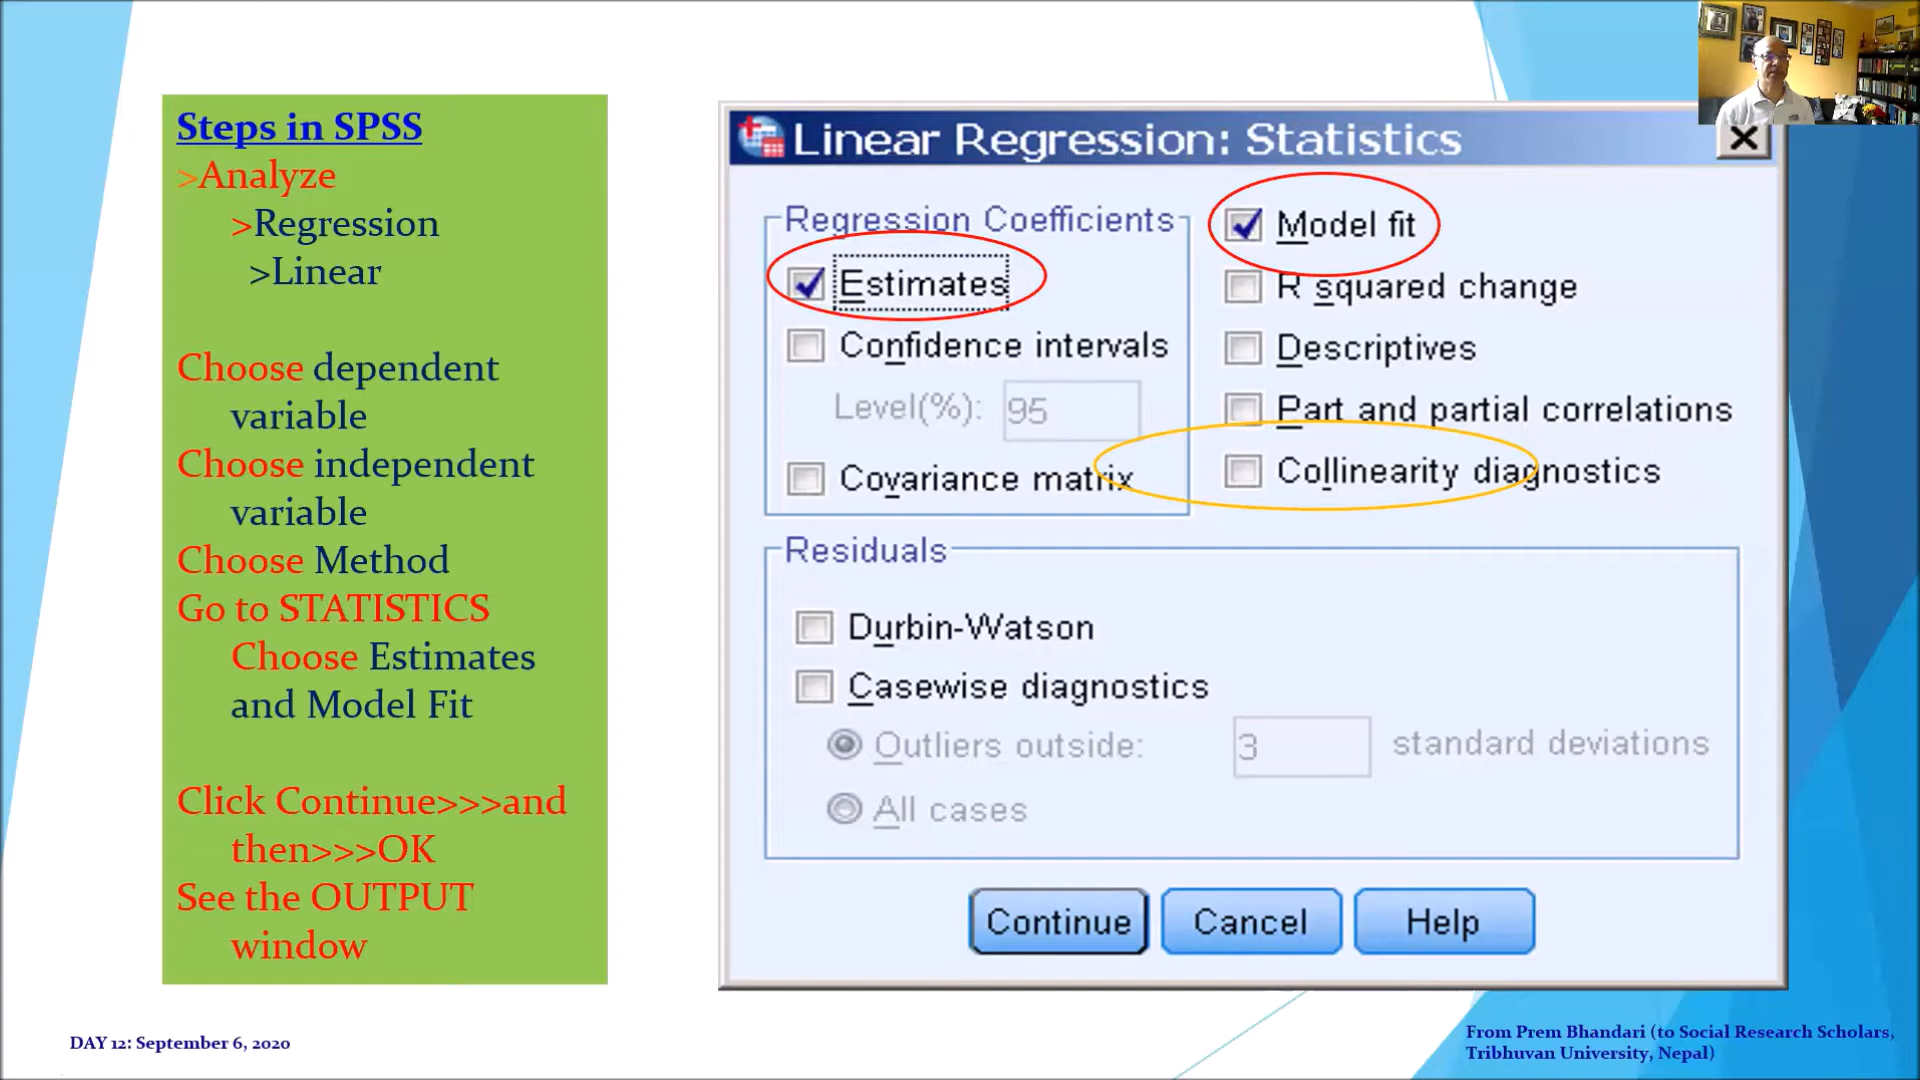 Steps in SPSS
>Analyze
>Regression
>Linear
Choose dependent
variable
Choose independent
variable
Choose Method
Go to STATISTICS
Choose Estimates
and Model Fit
Click Continue>>>and
then>>>OK
See the OUTPUT
window
Linear Regression: Statistics
Regression Coefficients
Estimates
Confidence intervals
Level(%): 95
Covariance matrix
Model fit
R squared change
Descriptives
Part and partial correlations
Collinearity diagnostics
Residuals
Durbin-Watson
Casewise diagnostics
Outliers outside: 3 standard deviations
All cases
Continue Cancel Help
DAY 12: September 6, 2020
From Prem Bhandari (to Social Research Scholars,
Tribhuvan University, Nepal)